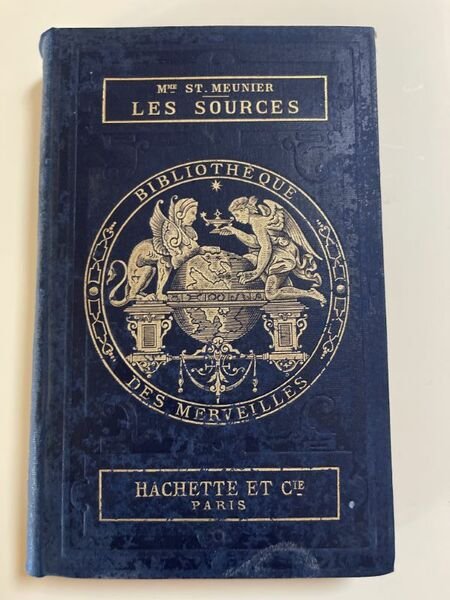 Mᴹᴱ ST. MEUNIER
LES SOURCES
BIBLIOTHÈQUE
DES MERVEILLES
HACHETTE ET Cᴵᴱ
PARIS